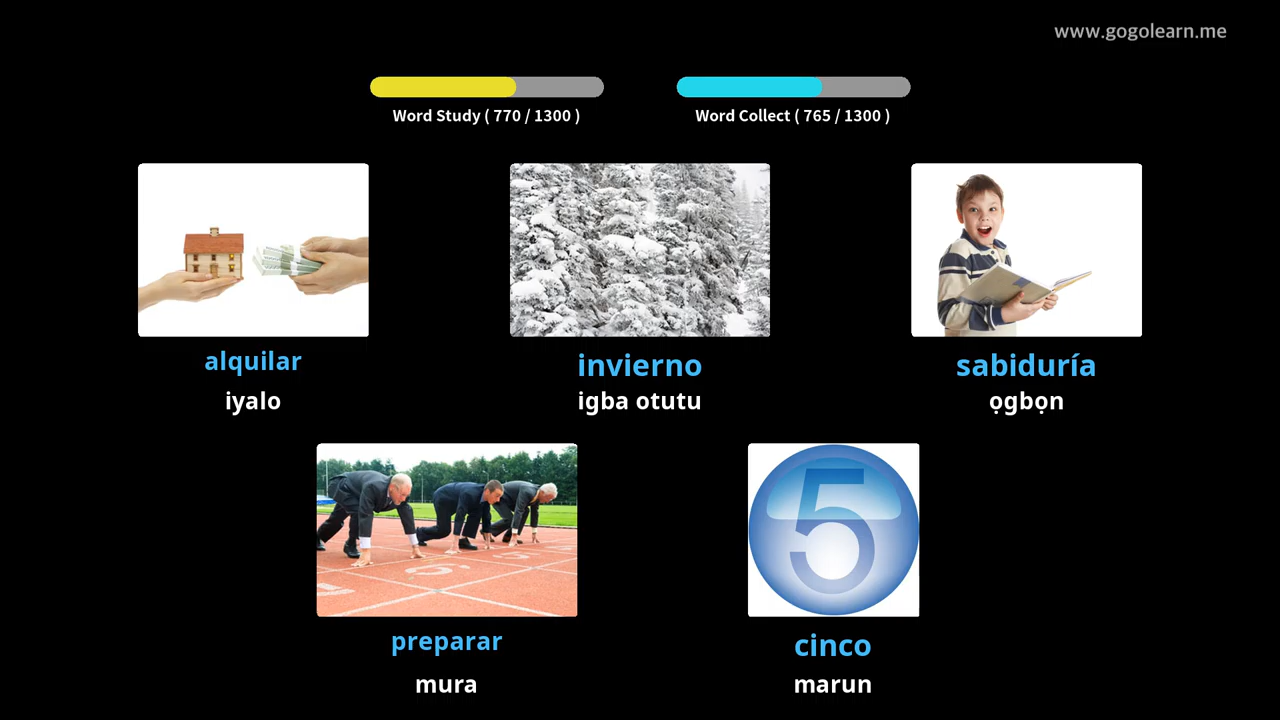 www.gogolearn.me
Word Study ( 770 / 1300 )
Word Collect ( 765 / 1300 )
alquilar
iyalo
invierno
igba otutu
sabiduría
ọgbọn
preparar
mura
5
cinco
marun